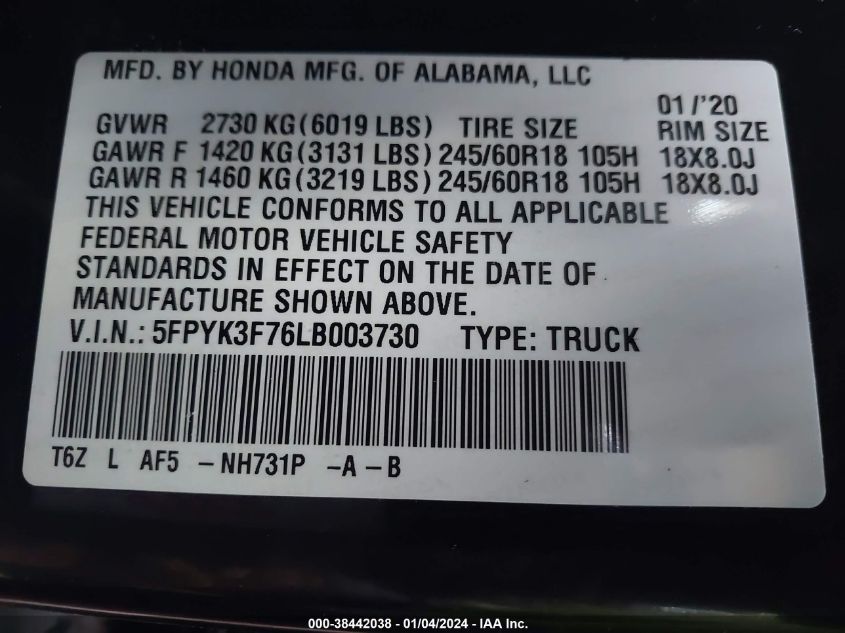 MFD. BY HONDA MFG. OF ALABAMA, LLC
01/'20
GVWR 2730 KG(6019 LBS) TIRE SIZE RIM SIZE
GAWR F 1420 KG(3131 LBS) 245/60R18 105H 18X8.0J
GAWR R 1460 KG(3219 LBS) 245/60R18 105H 18X8.0J
THIS VEHICLE CONFORMS TO ALL APPLICABLE
FEDERAL MOTOR VEHICLE SAFETY
STANDARDS IN EFFECT ON THE DATE OF
MANUFACTURE SHOWN ABOVE.
V.I.N.: 5FPYK3F76LB003730 TYPE: TRUCK
T6Z L AF5 -NH731P -A -B
000-38442038 - 01/04/2024 - IAA Inc.